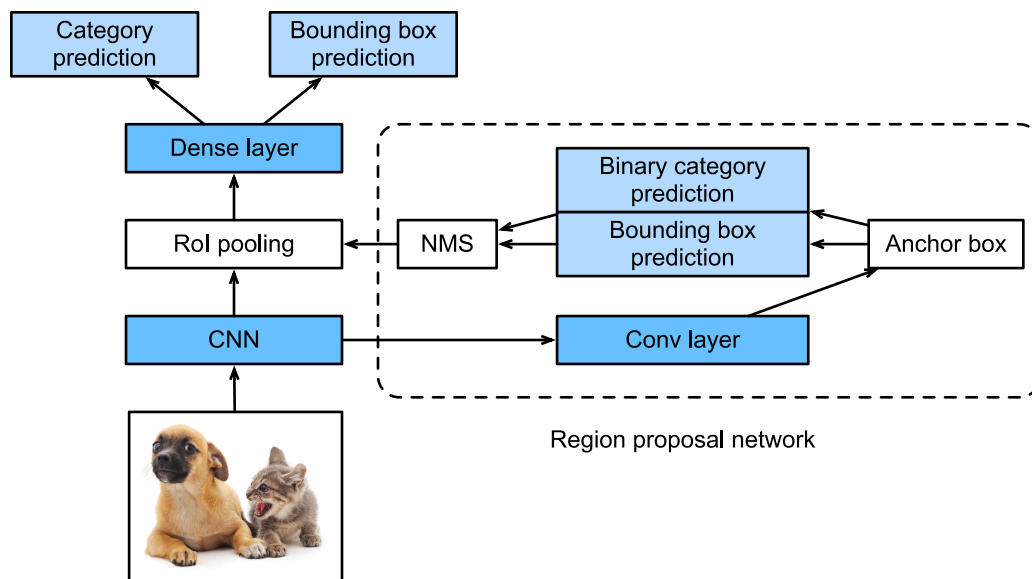 Category
prediction
Bounding box
prediction
Dense layer
Binary category
prediction
RoI pooling
NMS
Bounding box
prediction
Anchor box
CNN
Conv layer
Region proposal network